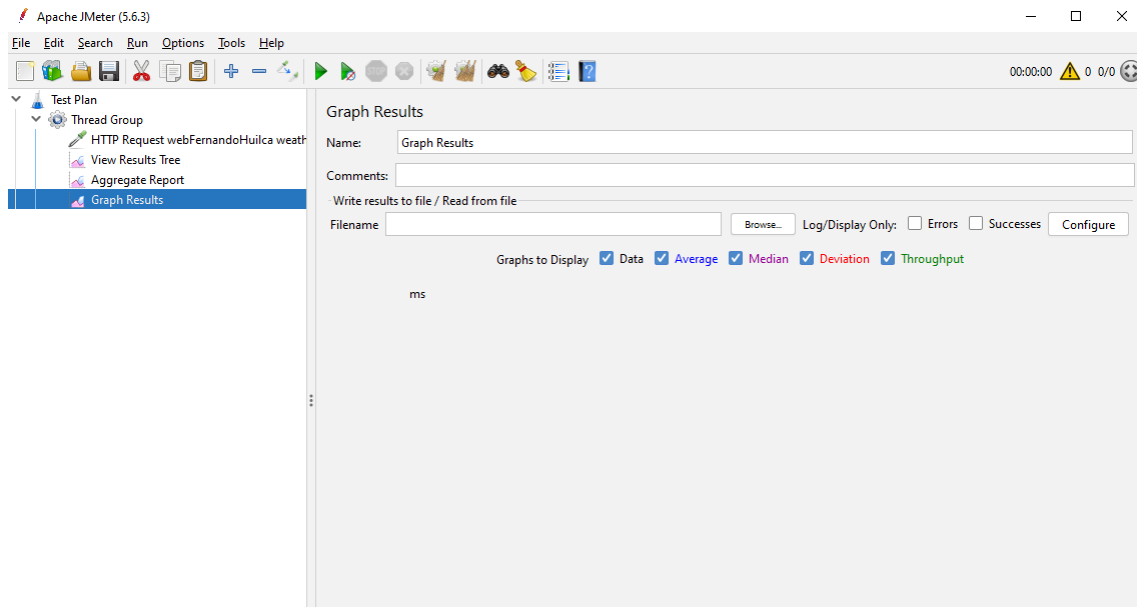 Apache JMeter (5.6.3)
File Edit Search Run Options Tools Help
STOP 00:00:00 0 0/0
Test Plan
Thread Group
HTTP Request webFernandoHuilca weath
View Results Tree
Aggregate Report
Graph Results
Graph Results
Name: Graph Results
Comments:
Write results to file / Read from file
Filename Browse... Log/Display Only: Errors Successes Configure
Graphs to Display Data Average Median Deviation Throughput
ms